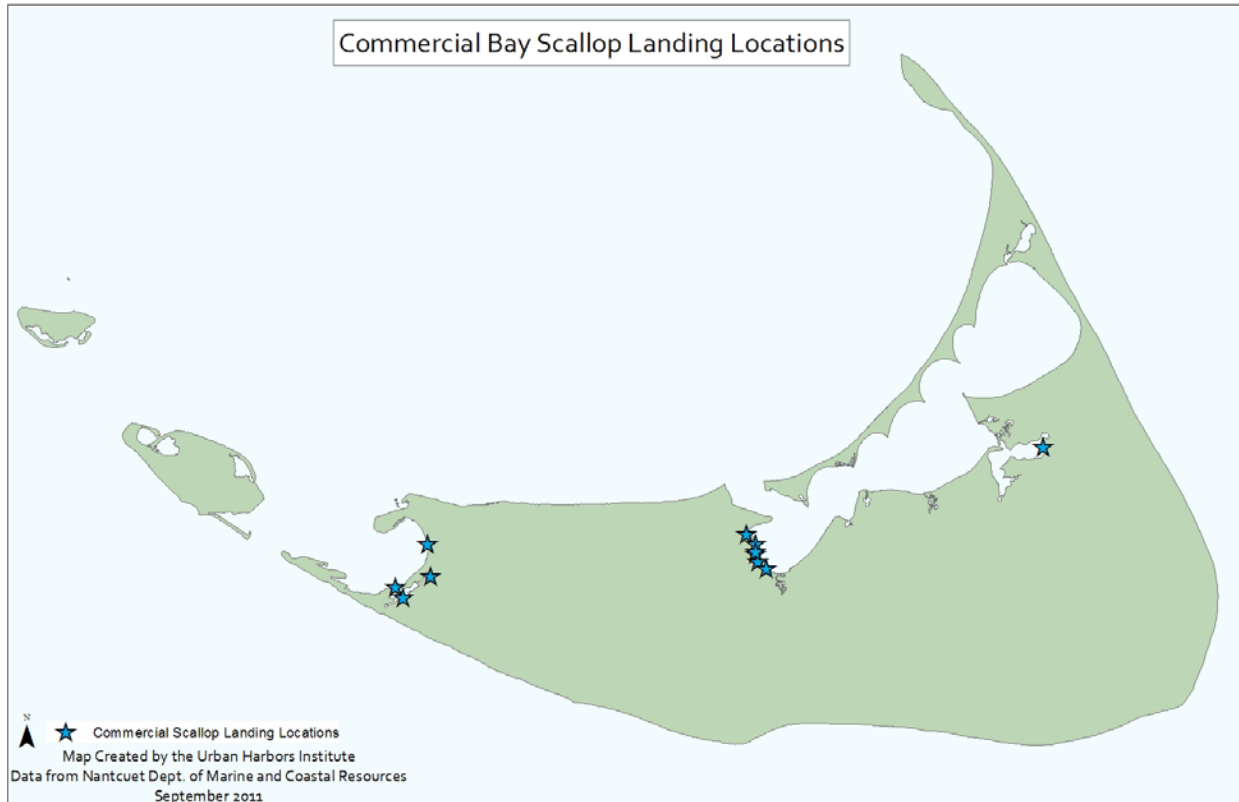 Commercial Bay Scallop Landing Locations
N
Commercial Scallop Landing Locations
Map Created by the Urban Harbors Institute
Data from Nantcuet Dept. of Marine and Coastal Resources
September 2011